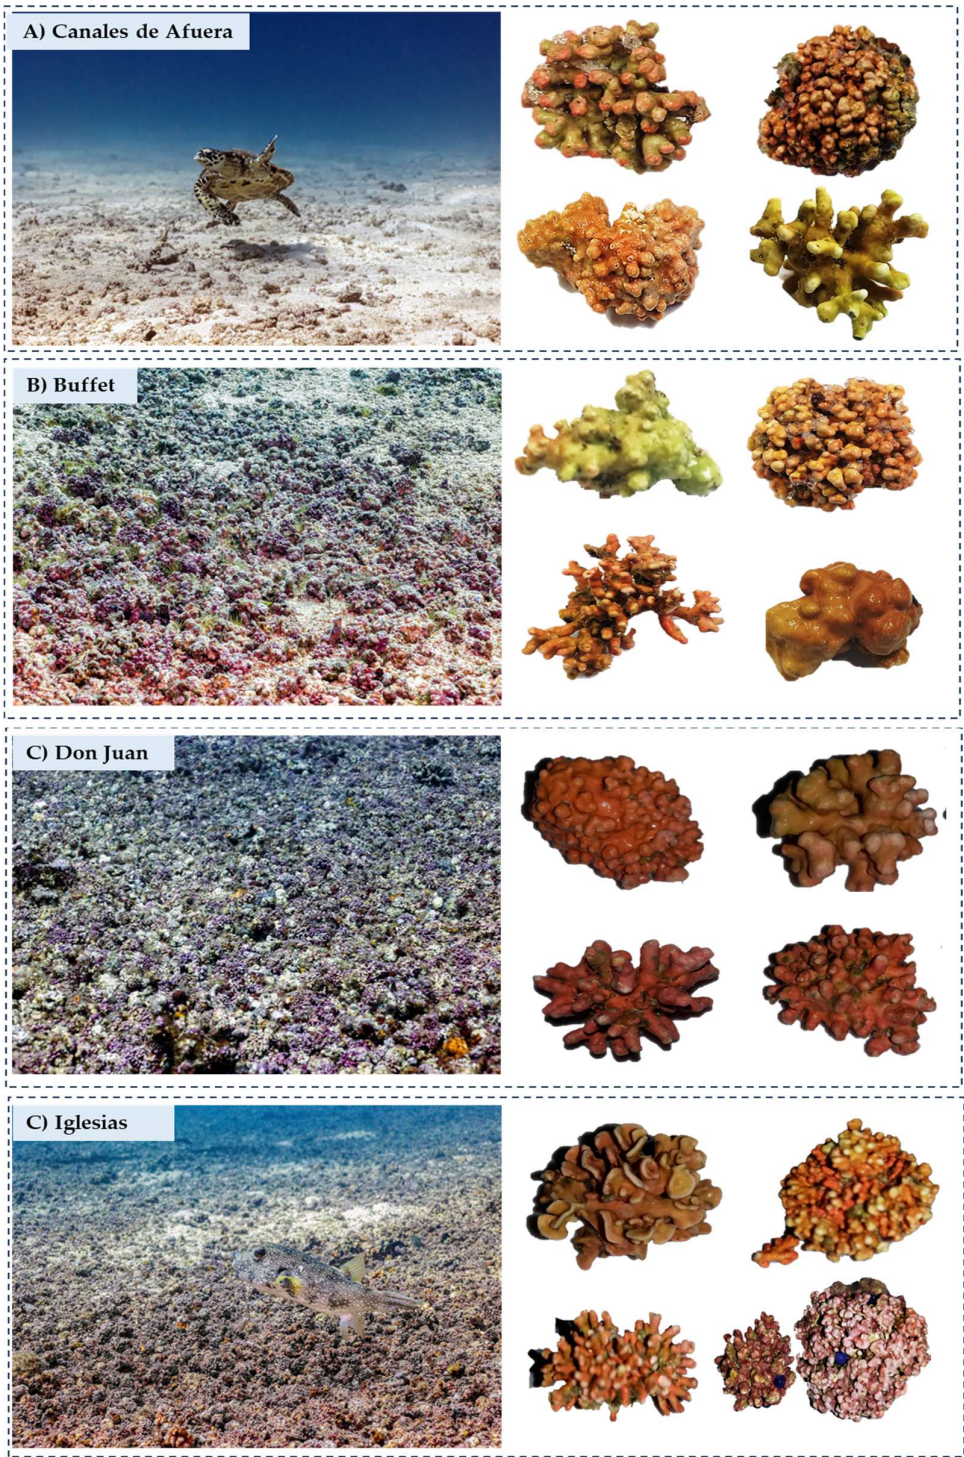 A) Canales de Afuera
B) Buffet
C) Don Juan
C) Iglesias